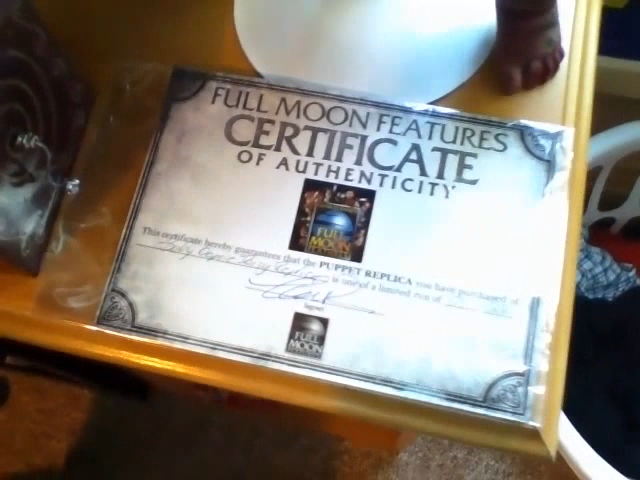 FULL MOON FEATURES
CERTIFICATE
OF AUTHENTICITY
FULL
MOON
This certificate hereby guarantees that the PUPPET REPLICA you have purchased of
is one of a limited run of
Signed
FULL
MOON